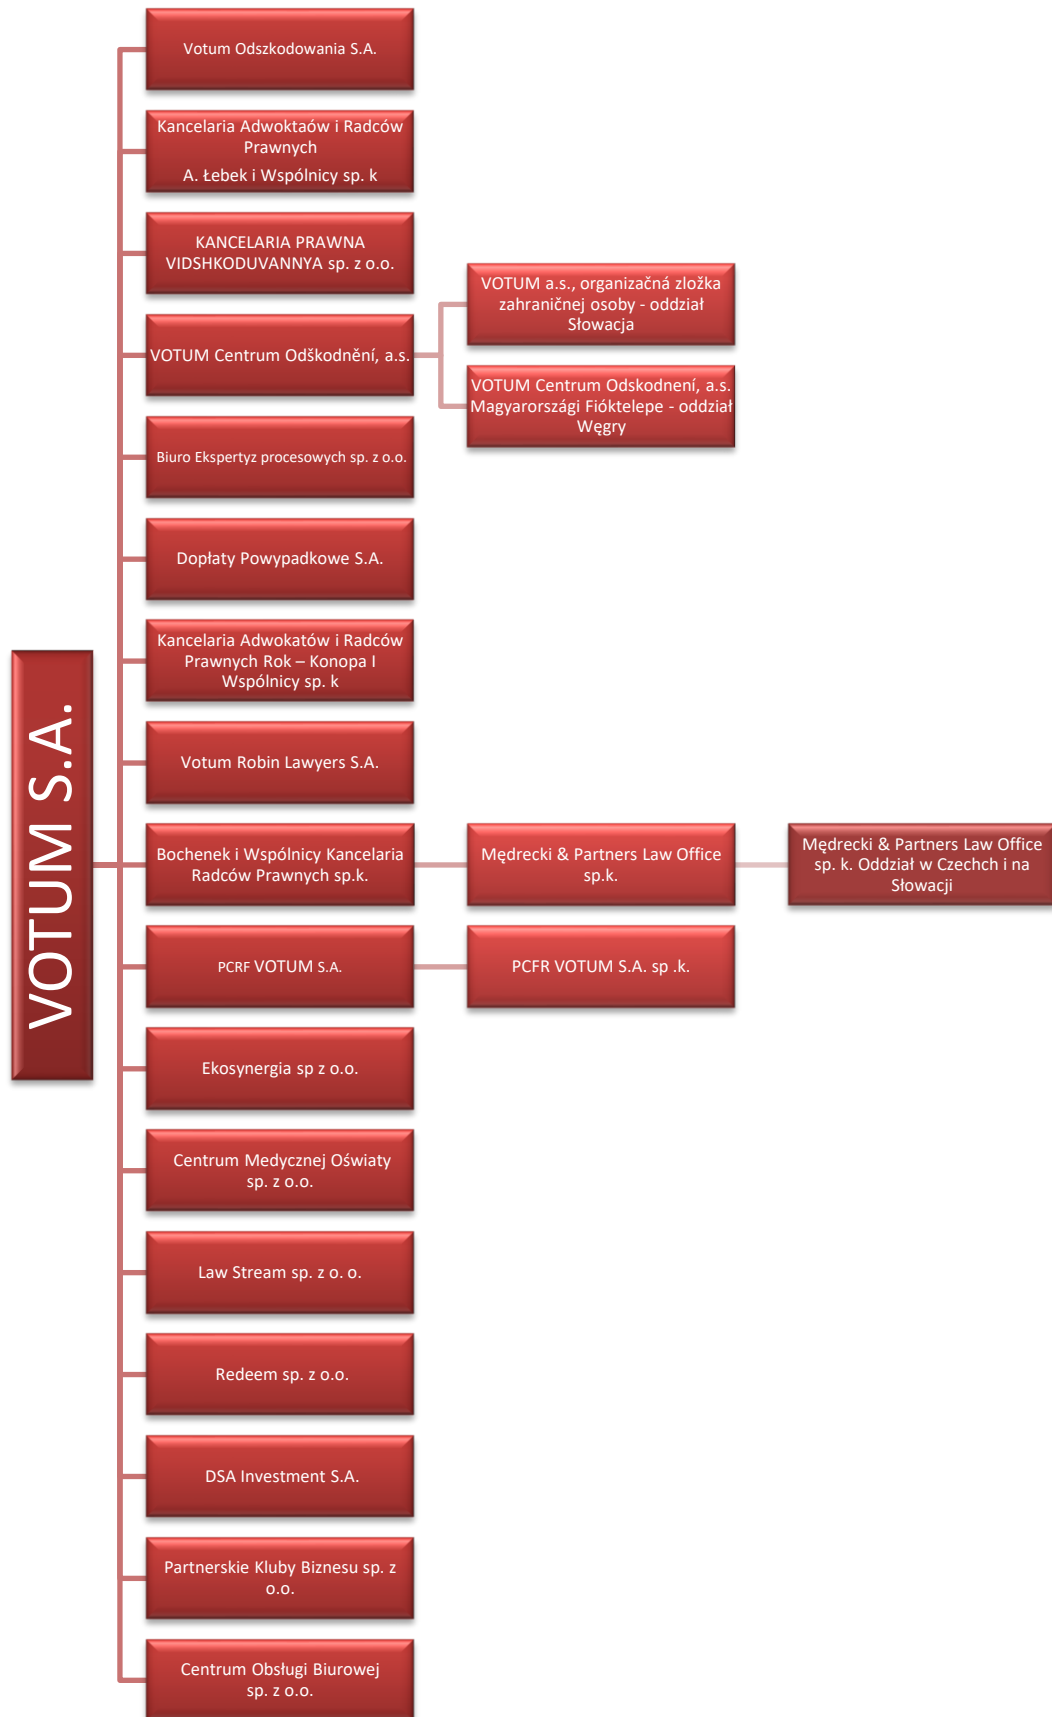 VOTUM S.A.
Votum Odszkodowania S.A.
Kancelaria Adwoktaów i Radców
Prawnych
A. Łebek i Wspólnicy sp. k
KANCELARIA PRAWNA
VIDSHKODUVANNYA sp. z o.o.
VOTUM Centrum Odškodnění, a.s.
VOTUM a.s., organizačná zložka
zahraničnej osoby - oddział
Słowacja
VOTUM Centrum Odskodnení, a.s.
Magyarországi Fióktelepe - oddział
Węgry
Biuro Ekspertyz procesowych sp. z o.o.
Dopłaty Powypadkowe S.A.
Kancelaria Adwokatów i Radców
Prawnych Rok – Konopa I
Wspólnicy sp. k
Votum Robin Lawyers S.A.
Bochenek i Wspólnicy Kancelaria
Radców Prawnych sp.k.
Mędrecki & Partners Law Office
sp.k.
Mędrecki & Partners Law Office
sp. k. Oddział w Czechch i na
Słowacji
PCRF VOTUM S.A.
PCFR VOTUM S.A. sp .k.
Ekosynergia sp z o.o.
Centrum Medycznej Oświaty
sp. z o.o.
Law Stream sp. z o. o.
Redeem sp. z o.o.
DSA Investment S.A.
Partnerskie Kluby Biznesu sp. z
o.o.
Centrum Obsługi Biurowej
sp. z o.o.